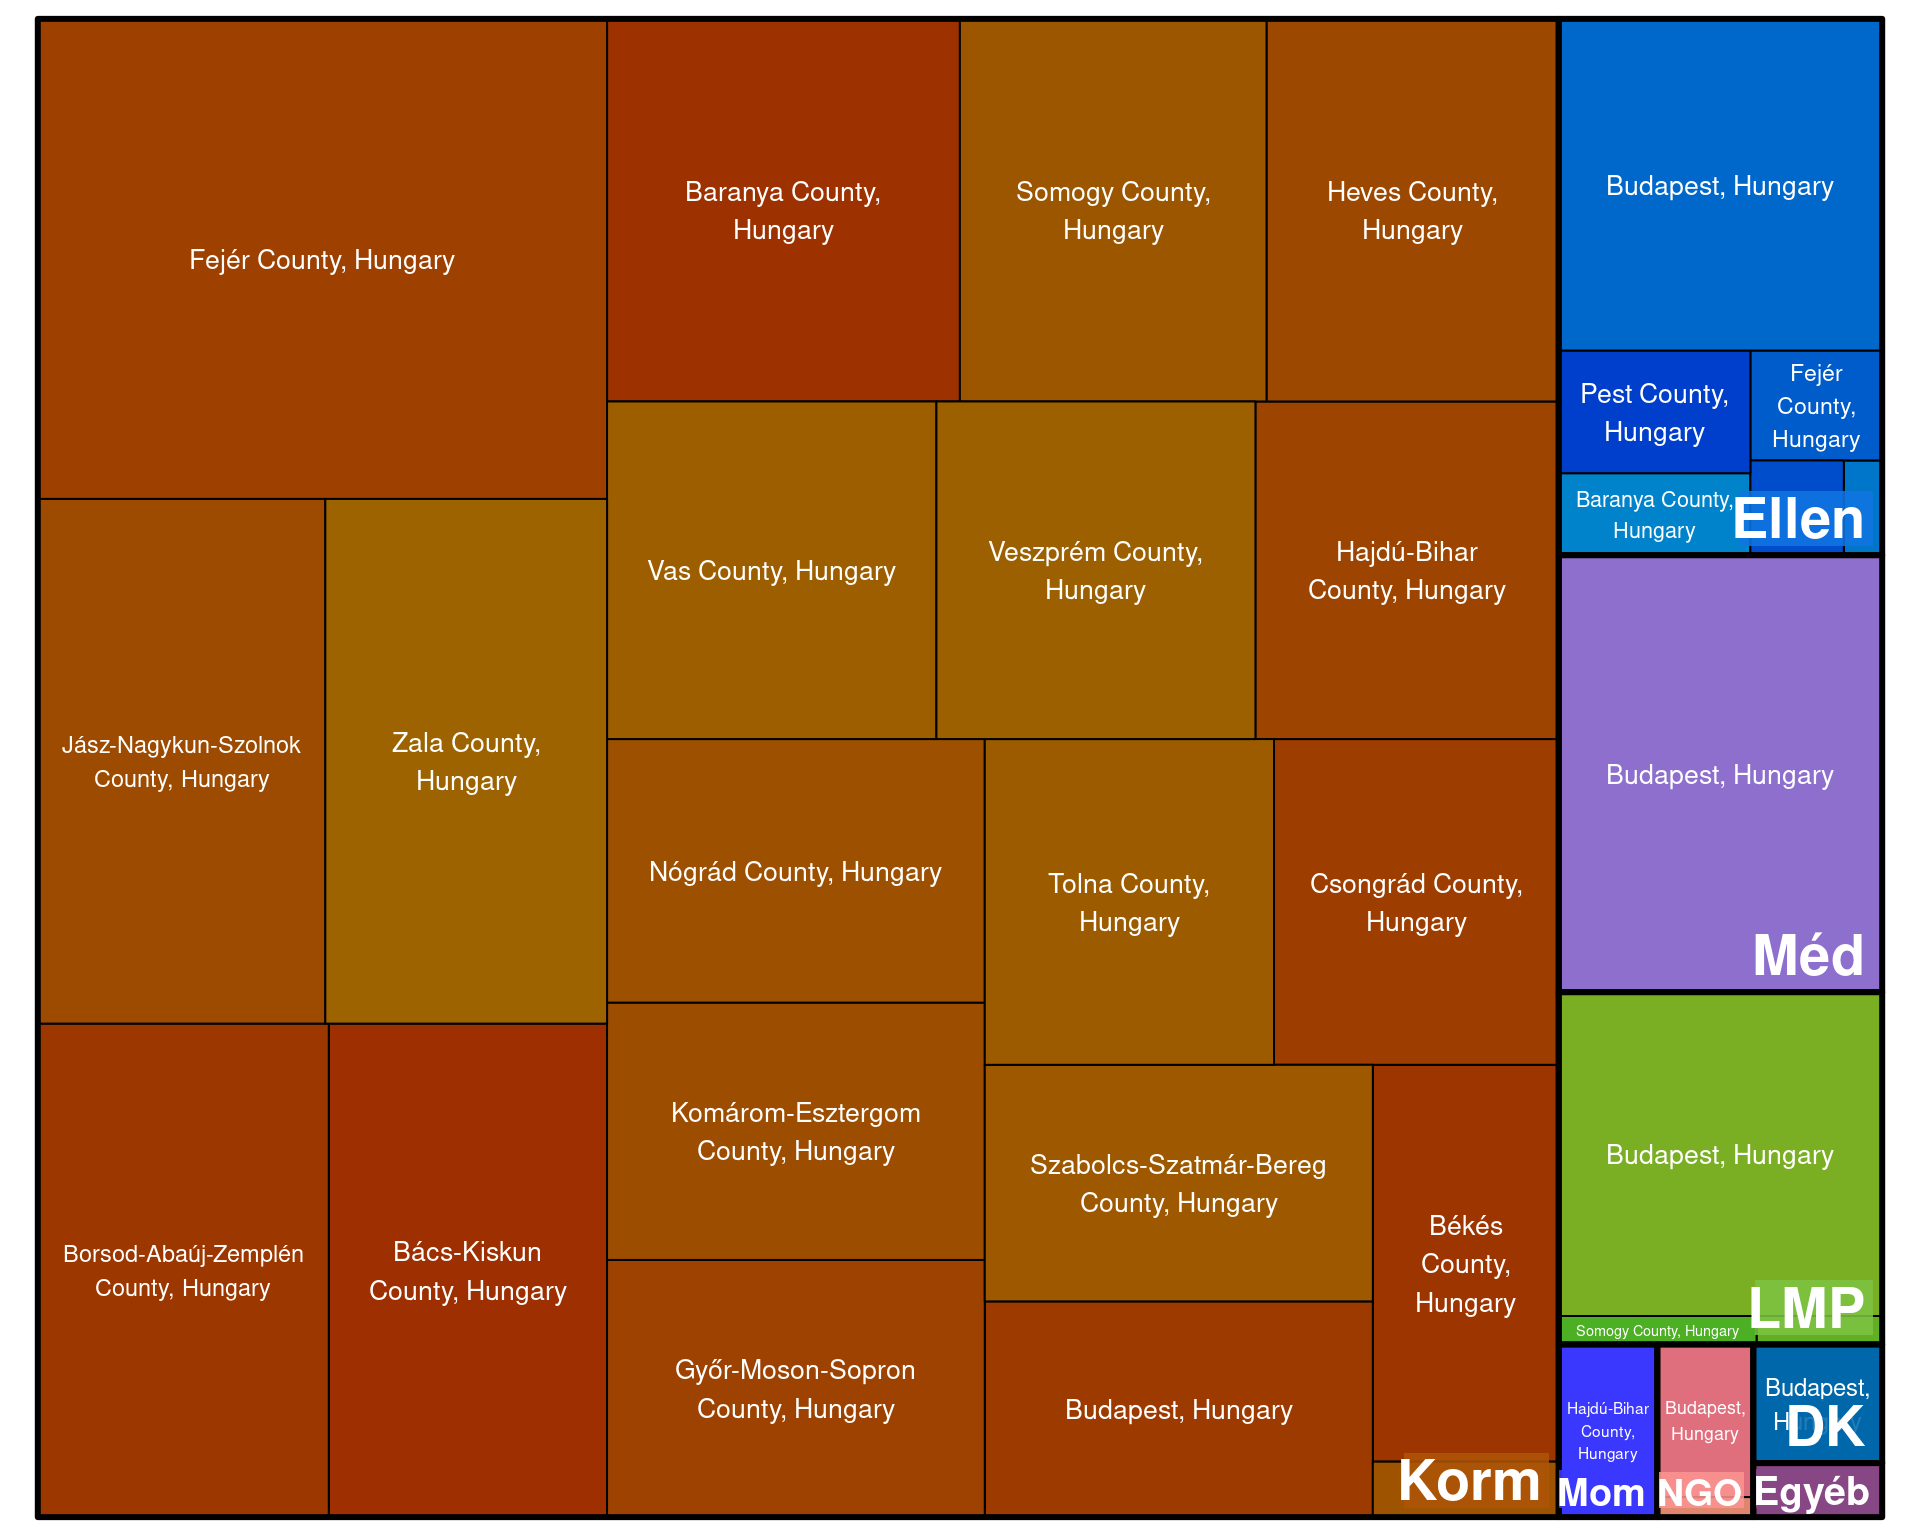 Fejér County, Hungary
Baranya County,
Hungary
Somogy County,
Hungary
Heves County,
Hungary
Vas County, Hungary
Veszprém County,
Hungary
Hajdú-Bihar
County, Hungary
Jász-Nagykun-Szolnok
County, Hungary
Zala County,
Hungary
Nógrád County, Hungary
Tolna County,
Hungary
Csongrád County,
Hungary
Borsod-Abaúj-Zemplén
County, Hungary
Bács-Kiskun
County, Hungary
Komárom-Esztergom
County, Hungary
Győr-Moson-Sopron
County, Hungary
Szabolcs-Szatmár-Bereg
County, Hungary
Budapest, Hungary
Békés
County,
Hungary
Korm
Budapest, Hungary
Pest County,
Hungary
Fejér
County,
Hungary
Baranya County,
Hungary
Ellen
Budapest, Hungary
Méd
Budapest, Hungary
Somogy County, Hungary
LMP
Hajdú-Bihar
County,
Hungary
Mom
Budapest,
Hungary
NGO
Budapest,
Hungary
DK
Egyéb